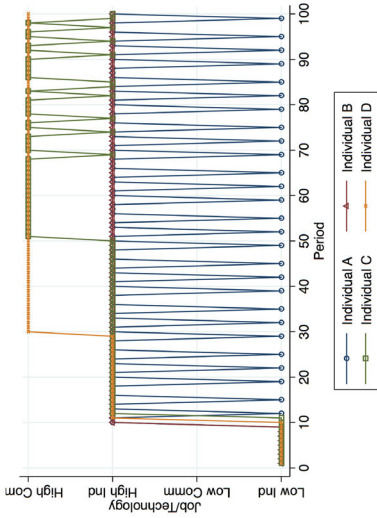 Job/Technology
High Com
High Ind
Low Comm
Low Ind
0 10 20 30 40 50 60 70 80 90 100
Period
Individual A
Individual B
Individual C
Individual D